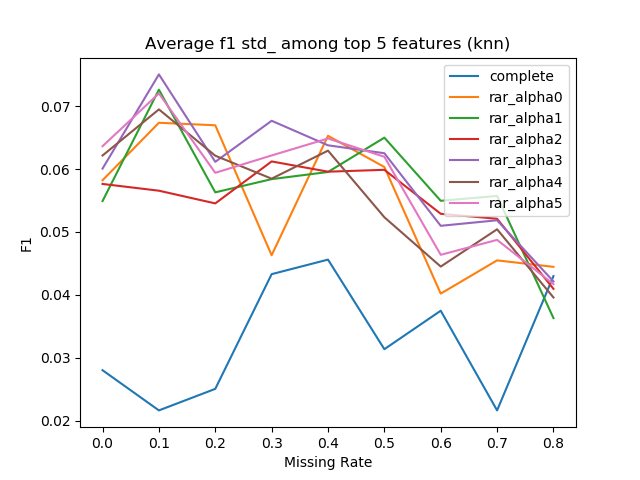 Average f1 std_ among top 5 features (knn)
complete
rar_alpha0
rar_alpha1
rar_alpha2
rar_alpha3
rar_alpha4
rar_alpha5
F1
0.07
0.06
0.05
0.04
0.03
0.02
0.0 0.1 0.2 0.3 0.4 0.5 0.6 0.7 0.8
Missing Rate